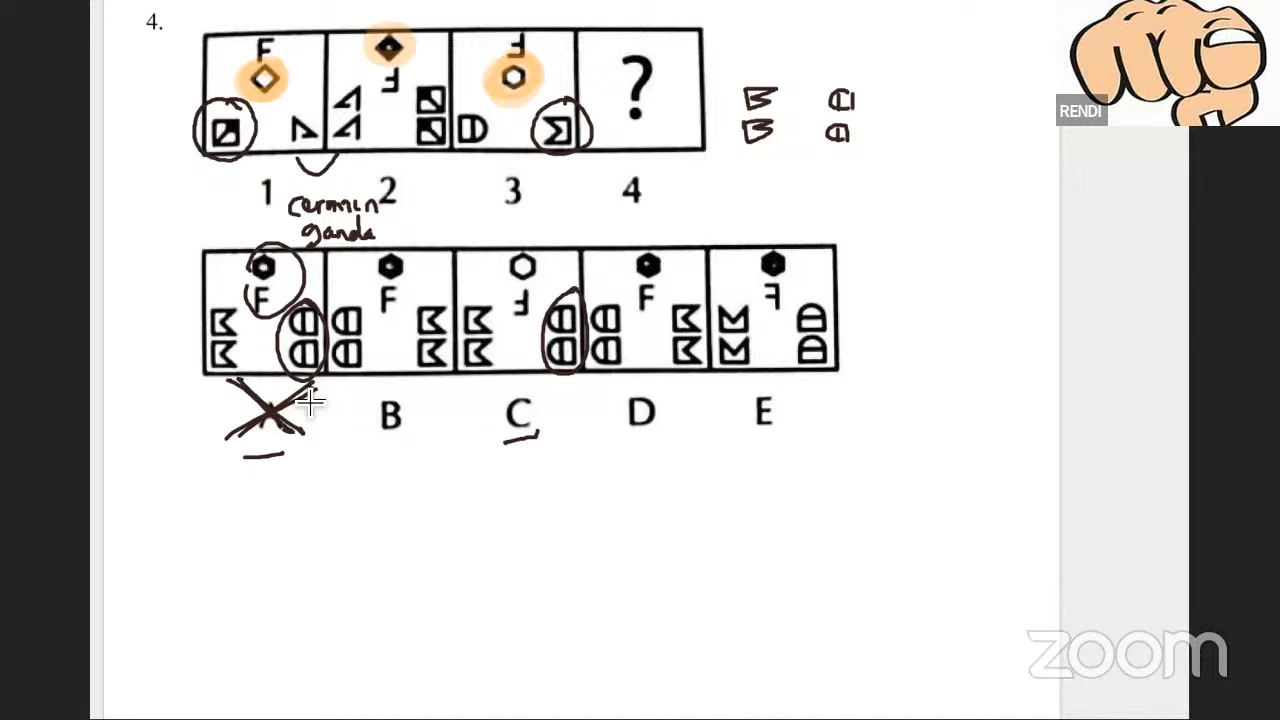 4.
F
?
RENDI
1 2 3 4
cermin
ganda
F F F
B C D E
zoom